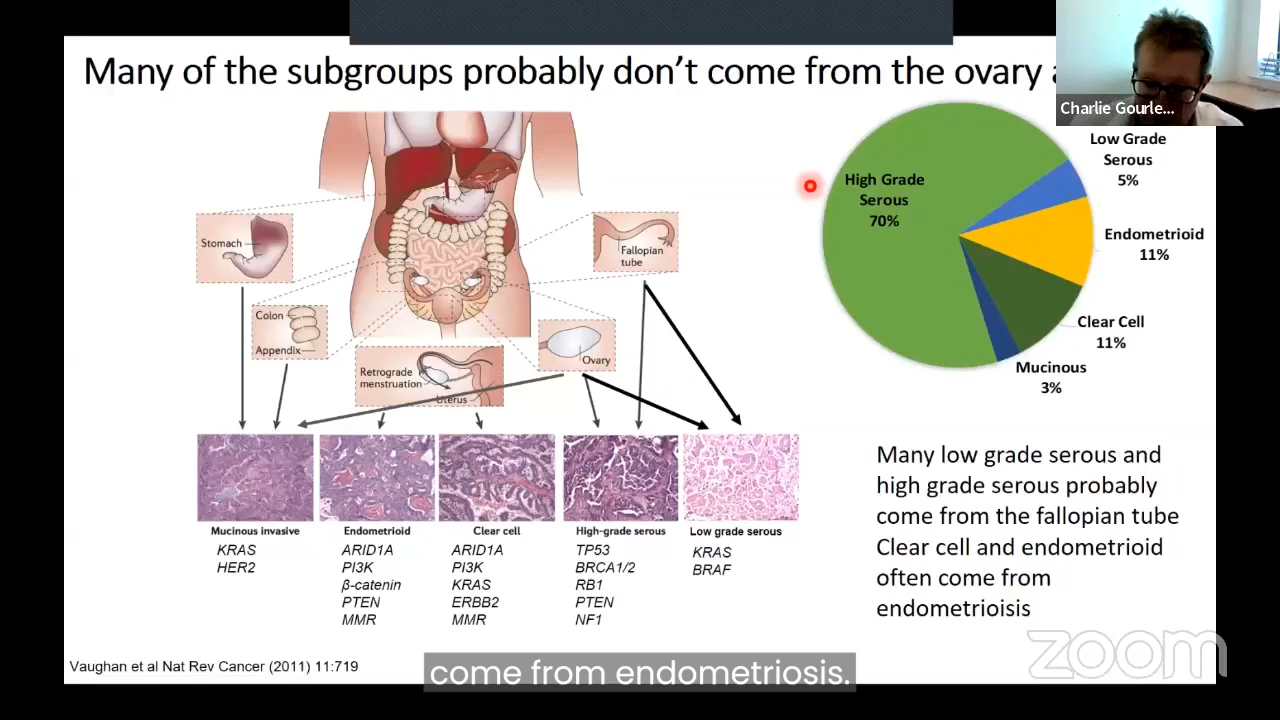 Many of the subgroups probably don't come from the ovary
Charlie Gourle...
Stomach
Colon
Appendix
Retrograde
menstruation
Uterus
Fallopian
tube
Ovary
High Grade
Serous
70%
Low Grade
Serous
5%
Endometrioid
11%
Clear Cell
11%
Mucinous
3%
Mucinous invasive
KRAS
HER2
Endometrioid
ARID1A
PI3K
β-catenin
PTEN
MMR
Clear cell
ARID1A
PI3K
KRAS
ERBB2
MMR
High-grade serous
TP53
BRCA1/2
RB1
PTEN
NF1
Low grade serous
KRAS
BRAF
Many low grade serous and
high grade serous probably
come from the fallopian tube
Clear cell and endometrioid
often come from
endometrioisis
Vaughan et al Nat Rev Cancer (2011) 11:719
come from endometriosis.
zoom